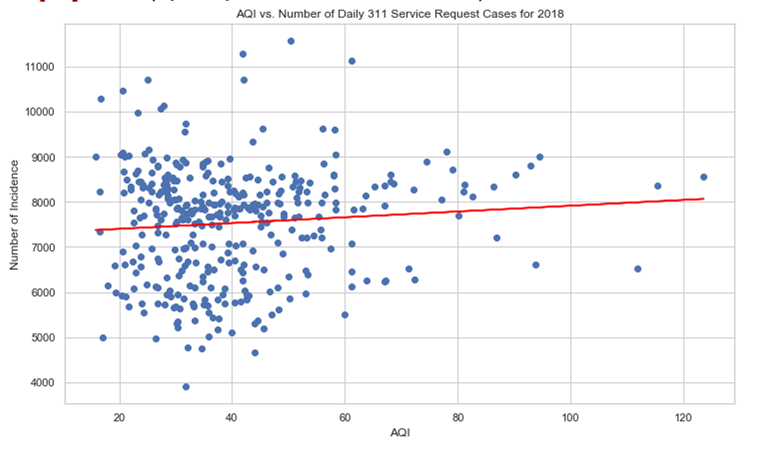 AQI vs. Number of Daily 311 Service Request Cases for 2018
11000
10000
9000
8000
7000
6000
5000
4000
Number of Incidence
20 40 60 80 100 120
AQI